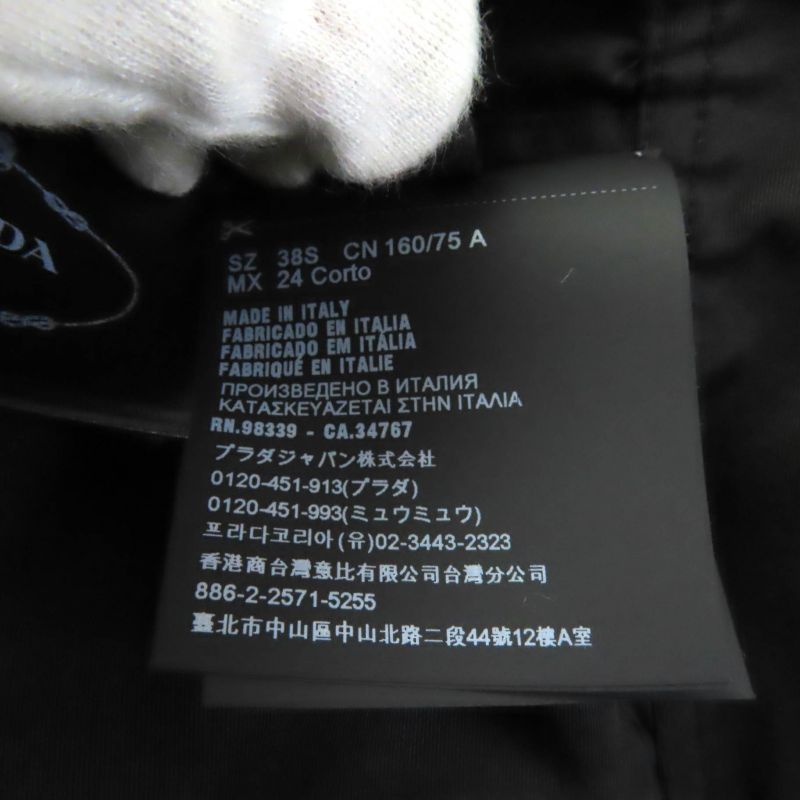 DA
SZ 38S CN 160/75 A
MX 24 Corto
MADE IN ITALY
FABRICADO EN ITALIA
FABRICADO EM ITÁLIA
FABRIQUÉ EN ITALIE
ПРОИЗВЕДЕНО В ИТАЛИЯ
ΚΑΤΑΣΚΕΥΑΖΕΤΑΙ ΣΤΗΝ ΙΤΑΛΙΑ
RN.98339 - CA.34767
プラダジャパン株式会社
0120-451-913(プラダ)
0120-451-993(ミュウミュウ)
프라다코리아(유)02-3443-2323
香港商台灣意比有限公司台灣分公司
886-2-2571-5255
臺北市中山區中山北路二段44號12樓A室